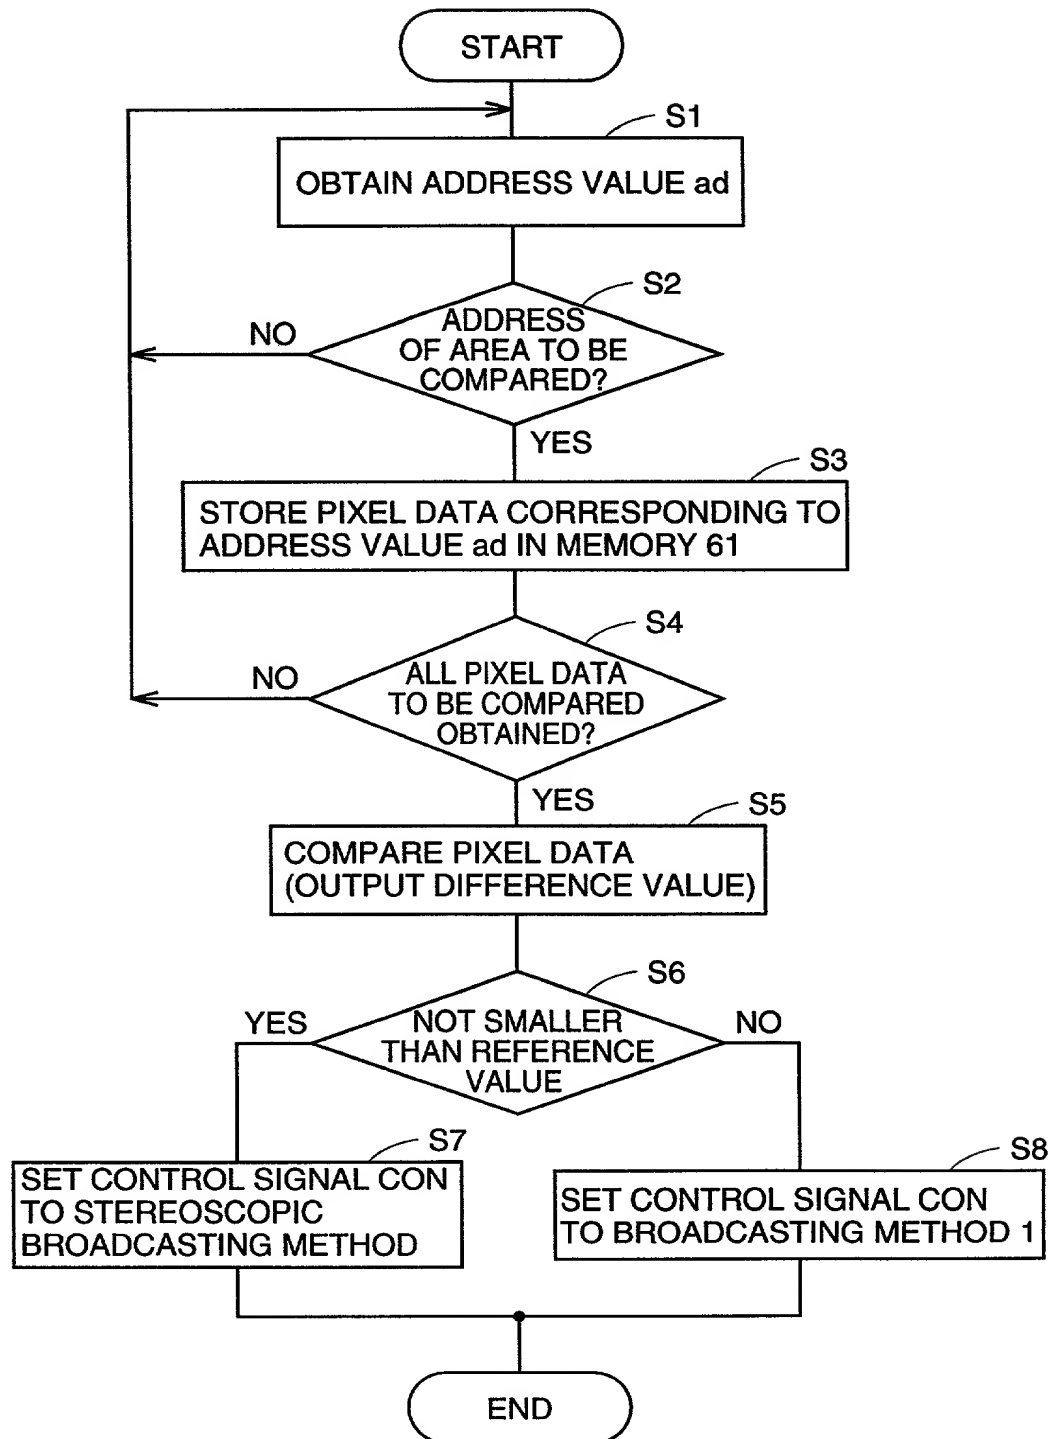 START
S1
OBTAIN ADDRESS VALUE ad
S2
ADDRESS
OF AREA TO BE
COMPARED?
NO
YES
S3
STORE PIXEL DATA CORRESPONDING TO
ADDRESS VALUE ad IN MEMORY 61
S4
ALL PIXEL DATA
TO BE COMPARED
OBTAINED?
NO
YES
S5
COMPARE PIXEL DATA
(OUTPUT DIFFERENCE VALUE)
S6
NOT SMALLER
THAN REFERENCE
VALUE
YES
NO
S7
SET CONTROL SIGNAL CON
TO STEREOSCOPIC
BROADCASTING METHOD
S8
SET CONTROL SIGNAL CON
TO BROADCASTING METHOD 1
END